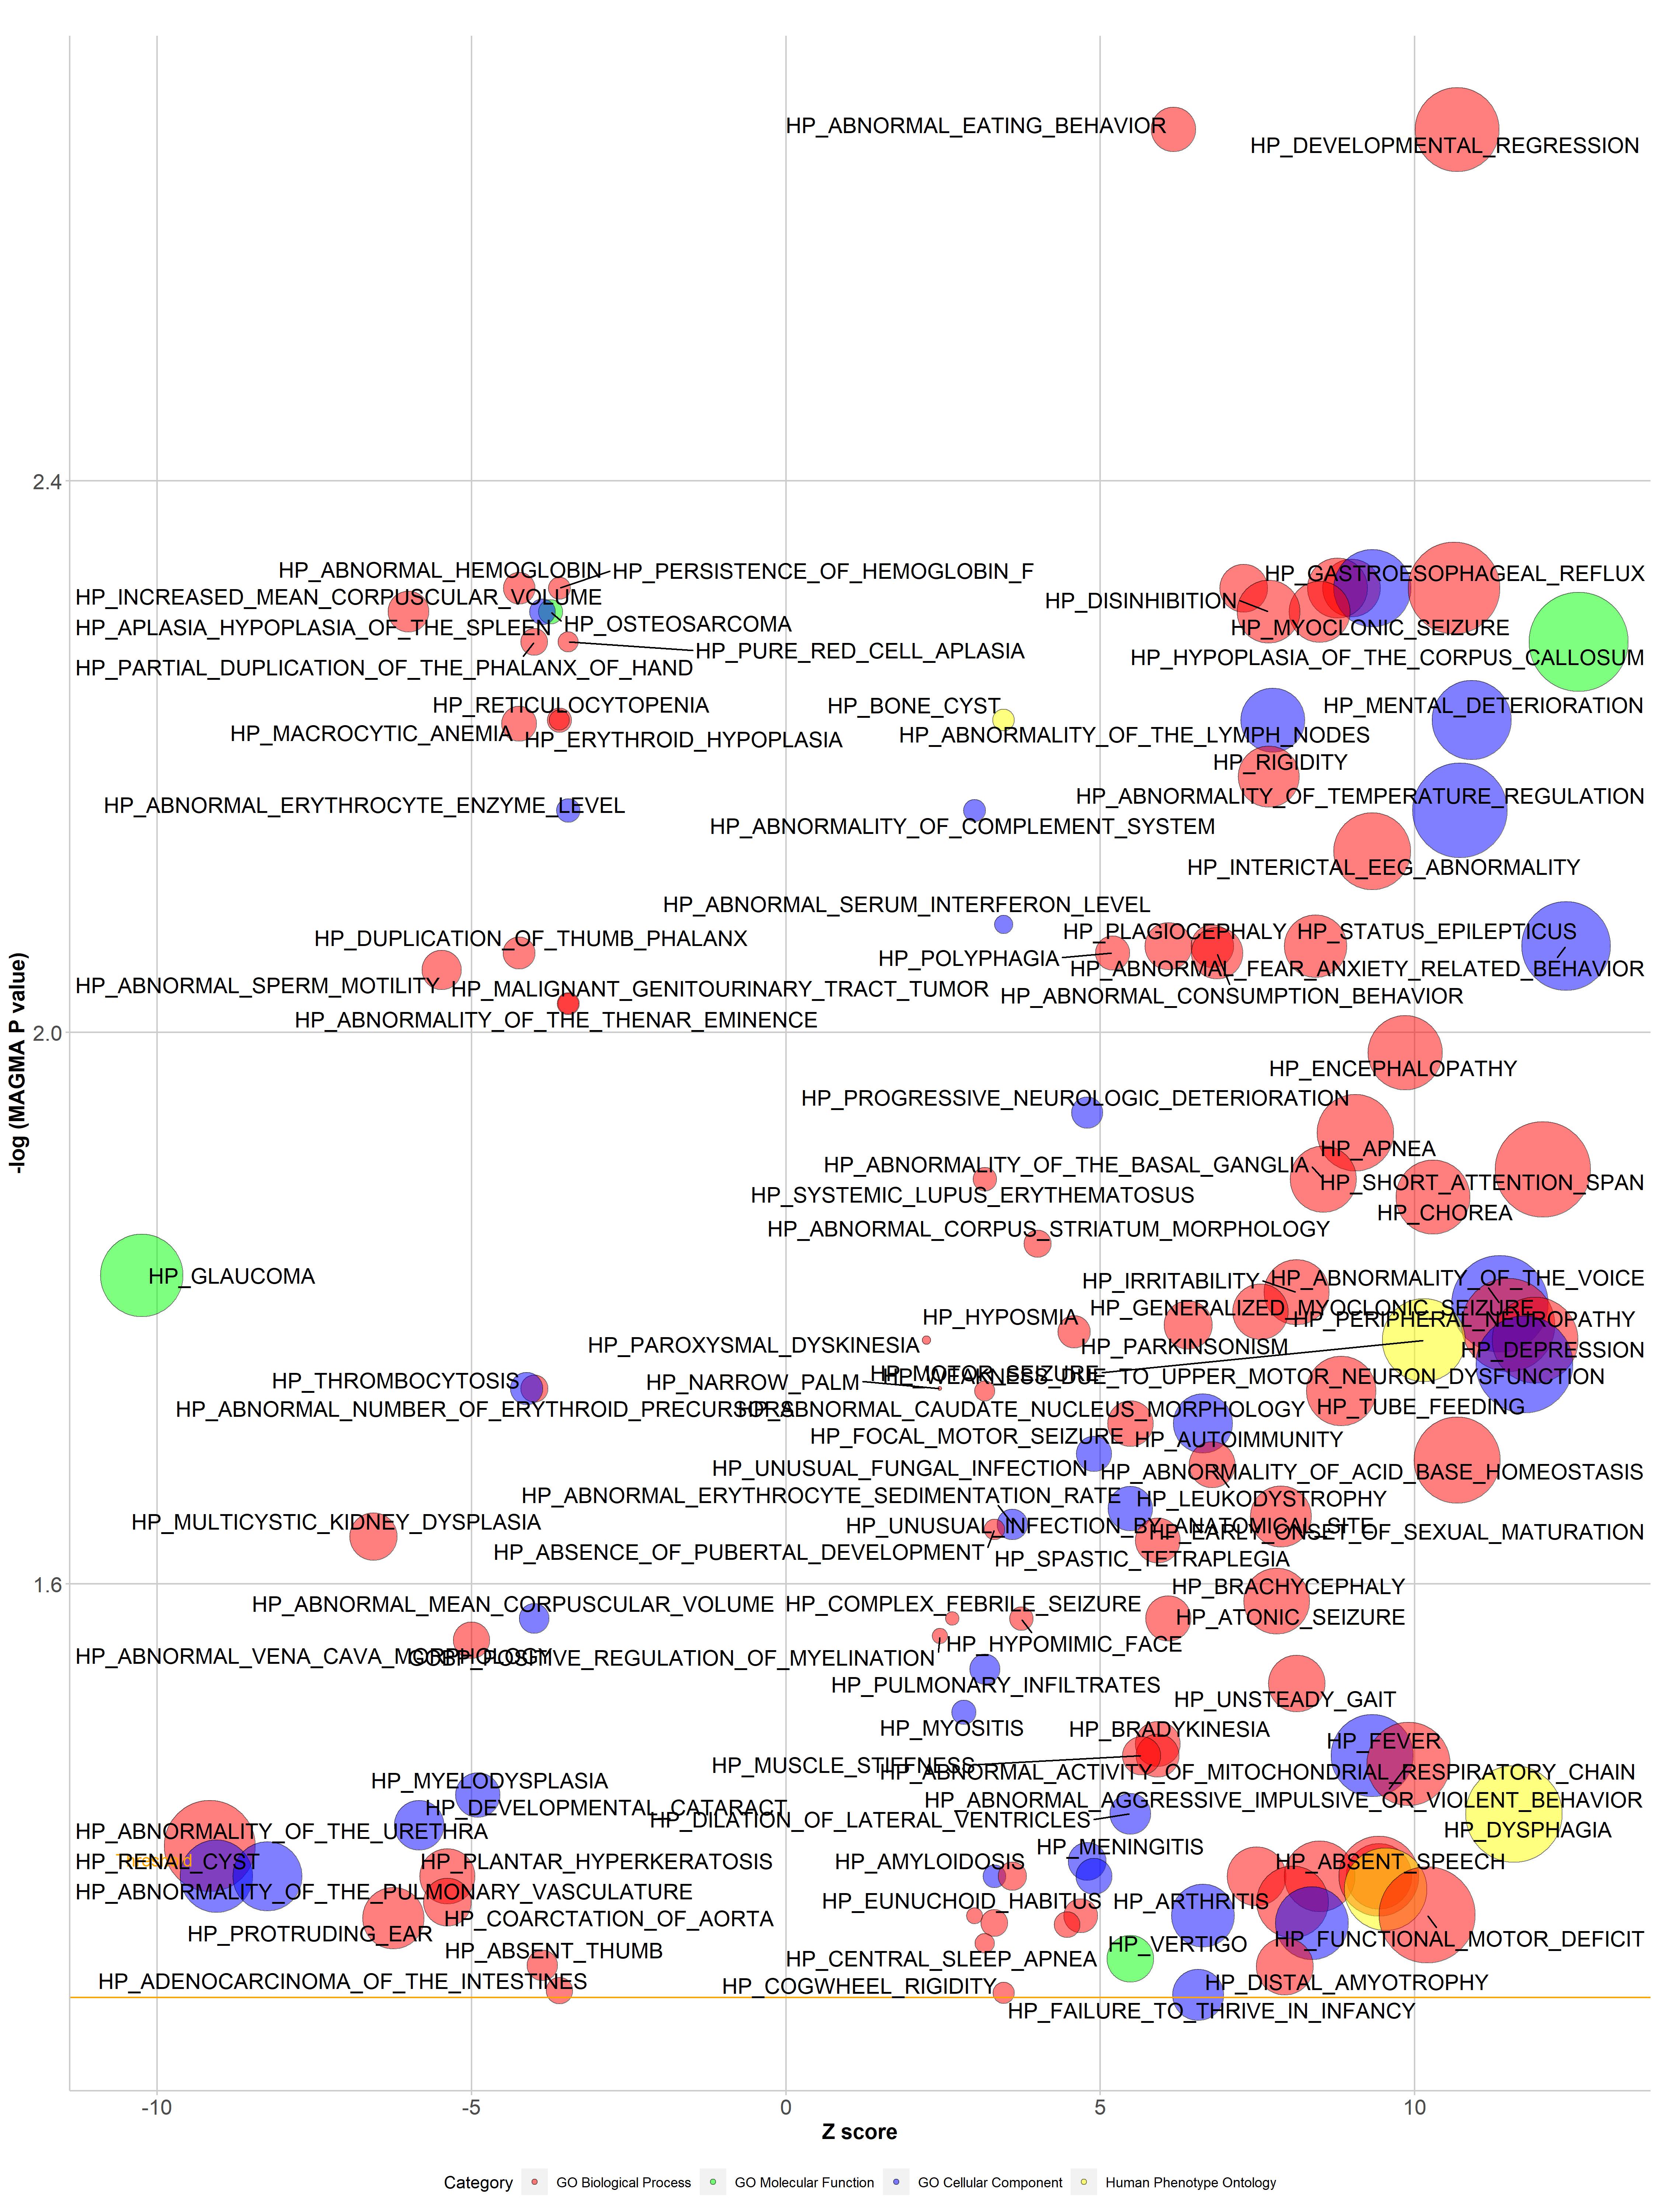 HP_ABNORMAL_EATING_BEHAVIOR
HP_DEVELOPMENTAL_REGRESSION
2.4
HP_ABNORMAL_HEMOGLOBIN
HP_PERSISTENCE_OF_HEMOGLOBIN_F
HP_GASTROESOPHAGEAL_REFLUX
HP_INCREASED_MEAN_CORPUSCULAR_VOLUME
HP_DISINHIBITION
HP_APLASIA_HYPOPLASIA_OF_THE_SPLEEN
HP_OSTEOSARCOMA
HP_MYOCLONIC_SEIZURE
HP_PURE_RED_CELL_APLASIA
HP_HYPOPLASIA_OF_THE_CORPUS_CALLOSUM
HP_PARTIAL_DUPLICATION_OF_THE_PHALANX_OF_HAND
HP_RETICULOCYTOPENIA
HP_BONE_CYST
HP_MENTAL_DETERIORATION
HP_MACROCYTIC_ANEMIA
HP_ERYTHROID_HYPOPLASIA
HP_ABNORMALITY_OF_THE_LYMPH_NODES
HP_RIGIDITY
HP_ABNORMALITY_OF_TEMPERATURE_REGULATION
HP_ABNORMAL_ERYTHROCYTE_ENZYME_LEVEL
HP_ABNORMALITY_OF_COMPLEMENT_SYSTEM
HP_INTERICTAL_EEG_ABNORMALITY
HP_ABNORMAL_SERUM_INTERFERON_LEVEL
HP_DUPLICATION_OF_THUMB_PHALANX
HP_PLAGIOCEPHALY
HP_STATUS_EPILEPTICUS
HP_POLYPHAGIA
HP_ABNORMAL_FEAR_ANXIETY_RELATED_BEHAVIOR
HP_ABNORMAL_SPERM_MOTILITY
HP_MALIGNANT_GENITOURINARY_TRACT_TUMOR
HP_ABNORMAL_CONSUMPTION_BEHAVIOR
HP_ABNORMALITY_OF_THE_THENAR_EMINENCE
2.0
HP_ENCEPHALOPATHY
HP_PROGRESSIVE_NEUROLOGIC_DETERIORATION
HP_APNEA
HP_ABNORMALITY_OF_THE_BASAL_GANGLIA
HP_SHORT_ATTENTION_SPAN
HP_SYSTEMIC_LUPUS_ERYTHEMATOSUS
HP_CHOREA
HP_ABNORMAL_CORPUS_STRIATUM_MORPHOLOGY
HP_GLAUCOMA
HP_IRRITABILITY
HP_ABNORMALITY_OF_THE_VOICE
HP_GENERALIZED_MYOCLONIC_SEIZURE
HP_HYPOSMIA
HP_PERIPHERAL_NEUROPATHY
HP_PAROXYSMAL_DYSKINESIA
HP_PARKINSONISM
HP_DEPRESSION
HP_MOTOR_SEIZURE
HP_WEAKNESS_DUE_TO_UPPER_MOTOR_NEURON_DYSFUNCTION
HP_THROMBOCYTOSIS
HP_NARROW_PALM
HP_ABNORMAL_NUMBER_OF_ERYTHROID_PRECURSORS
HP_ABNORMAL_CAUDATE_NUCLEUS_MORPHOLOGY
HP_TUBE_FEEDING
HP_FOCAL_MOTOR_SEIZURE
HP_AUTOIMMUNITY
HP_UNUSUAL_FUNGAL_INFECTION
HP_ABNORMALITY_OF_ACID_BASE_HOMEOSTASIS
HP_ABNORMAL_ERYTHROCYTE_SEDIMENTATION_RATE
HP_LEUKODYSTROPHY
HP_MULTICYSTIC_KIDNEY_DYSPLASIA
HP_UNUSUAL_INFECTION_BY_ANATOMICAL_SITE
HP_EARLY_ONSET_OF_SEXUAL_MATURATION
HP_ABSENCE_OF_PUBERTAL_DEVELOPMENT
HP_SPASTIC_TETRAPLEGIA
1.6
HP_BRACHYCEPHALY
HP_ABNORMAL_MEAN_CORPUSCULAR_VOLUME
HP_COMPLEX_FEBRILE_SEIZURE
HP_ATONIC_SEIZURE
HP_HYPOMIMIC_FACE
HP_ABNORMAL_VENA_CAVA_MORPHOLOGY
GOBP_POSITIVE_REGULATION_OF_MYELINATION
HP_PULMONARY_INFILTRATES
HP_UNSTEADY_GAIT
HP_MYOSITIS
HP_BRADYKINESIA
HP_FEVER
HP_MUSCLE_STIFFNESS
HP_ABNORMAL_ACTIVITY_OF_MITOCHONDRIAL_RESPIRATORY_CHAIN
HP_MYELODYSPLASIA
HP_ABNORMAL_AGGRESSIVE_IMPULSIVE_OR_VIOLENT_BEHAVIOR
HP_DEVELOPMENTAL_CATARACT
HP_DILATION_OF_LATERAL_VENTRICLES
HP_DYSPHAGIA
HP_ABNORMALITY_OF_THE_URETHRA
HP_MENINGITIS
Threshold
HP_RENAL_CYST
HP_PLANTAR_HYPERKERATOSIS
HP_AMYLOIDOSIS
HP_ABSENT_SPEECH
HP_ABNORMALITY_OF_THE_PULMONARY_VASCULATURE
HP_EUNUCHOID_HABITUS
HP_ARTHRITIS
HP_COARCTATION_OF_AORTA
HP_PROTRUDING_EAR
HP_FUNCTIONAL_MOTOR_DEFICIT
HP_VERTIGO
HP_ABSENT_THUMB
HP_CENTRAL_SLEEP_APNEA
HP_ADENOCARCINOMA_OF_THE_INTESTINES
HP_COGWHEEL_RIGIDITY
HP_DISTAL_AMYOTROPHY
HP_FAILURE_TO_THRIVE_IN_INFANCY
-log (MAGMA P value)
-10 -5 0 5 10
Z score
Category GO Biological Process GO Molecular Function GO Cellular Component Human Phenotype Ontology